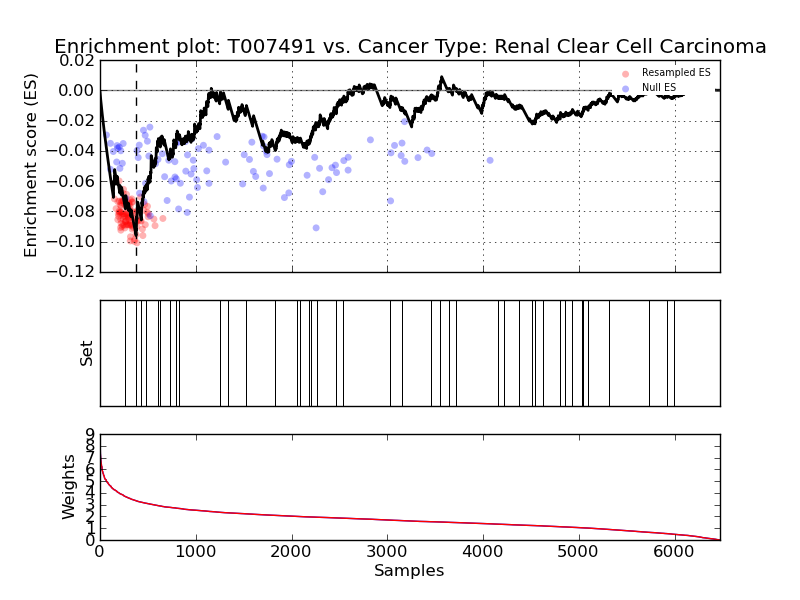 Enrichment plot: T007491 vs. Cancer Type: Renal Clear Cell Carcinoma
0.02
0.00
−0.02
−0.04
−0.06
−0.08
−0.10
−0.12
Enrichment score (ES)
Resampled ES
Null ES
Set
9
8
7
6
5
4
3
2
1
0
Weights
0 1000 2000 3000 4000 5000 6000
Samples